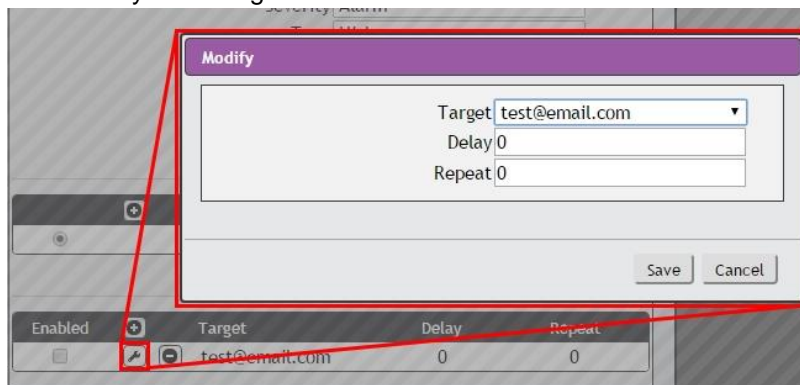 Severity Alarm
Modify
Target test@email.com
Delay 0
Repeat 0
Save Cancel
Enabled Target Delay Repeat
test@email.com 0 0